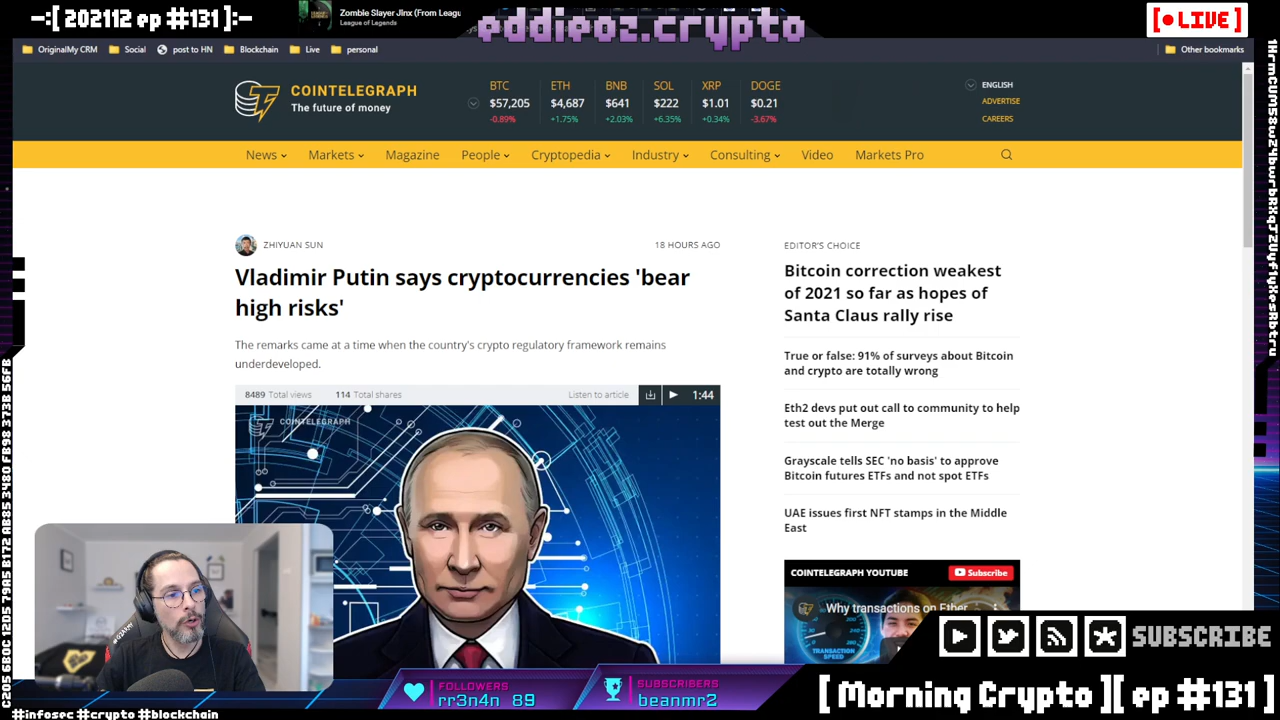 -:[ 202112 ep #131 ]:-
Zombie Slayer Jinx (From Leagu
League of Legends
eddieoz.crypto
[ LIVE ]
OriginalMy CRM
Social
post to HN
Blockchain
Live
personal
Other bookmarks
COINTELEGRAPH
The future of money
BTC ETH BNB SOL XRP DOGE
$57,205 $4,687 $641 $222 $1.01 $0.21
-0.89% +1.75% +2.03% +6.35% +0.34% -3.67%
ENGLISH
ADVERTISE
CAREERS
News Markets Magazine People Cryptopedia Industry Consulting Video Markets Pro
ZHIYUAN SUN
18 HOURS AGO
Vladimir Putin says cryptocurrencies 'bear
high risks'
The remarks came at a time when the country's crypto regulatory framework remains
underdeveloped.
8489 Total views 114 Total shares Listen to article 1:44
COINTELEGRAPH
EDITOR'S CHOICE
Bitcoin correction weakest
of 2021 so far as hopes of
Santa Claus rally rise
True or false: 91% of surveys about Bitcoin
and crypto are totally wrong
Eth2 devs put out call to community to help
test out the Merge
Grayscale tells SEC 'no basis' to approve
Bitcoin futures ETFs and not spot ETFs
UAE issues first NFT stamps in the Middle
East
COINTELEGRAPH YOUTUBE
Subscribe
Why transactions on Ether
TRANSACTION
SPEED
SUBSCRIBE
FOLLOWERS
rr3n4n 89
SUBSCRIBERS
beanmr2
[ Morning Crypto ][ ep #131 ]
#infosec #crypto #blockchain